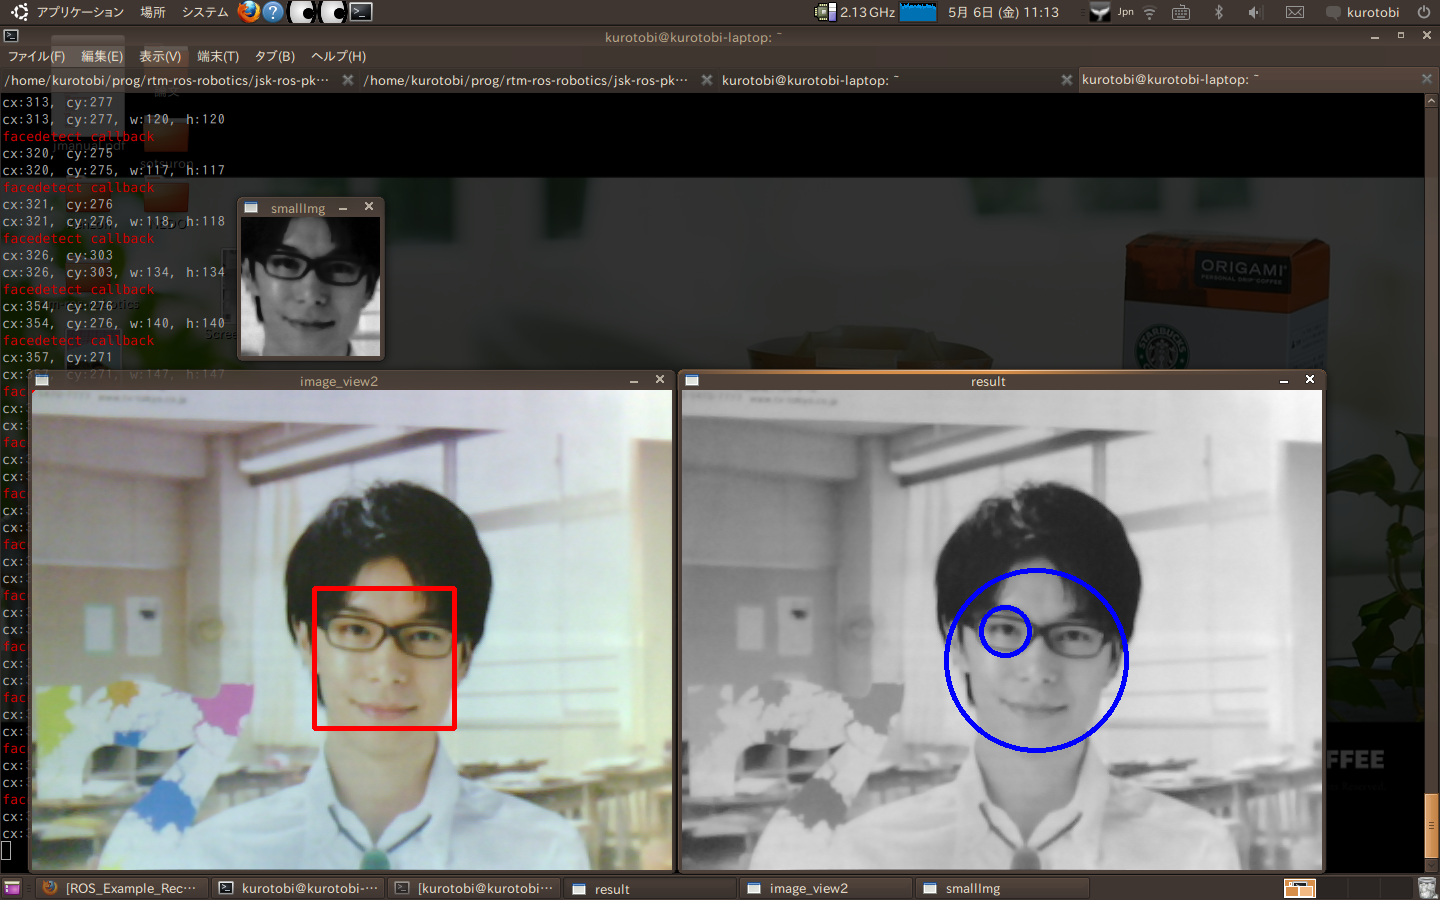 アプリケーション 場所 システム 2.13 GHz 5月 6日 (金) 11:13 Jpn kurotobi
kurotobi@kurotobi-laptop: ~
ファイル(F) 編集(E) 表示(V) 端末(T) タブ(B) ヘルプ(H)
/home/kurotobi/prog/rtm-ros-robotics/jsk-ros-pk… /home/kurotobi/prog/rtm-ros-robotics/jsk-ros-pk… kurotobi@kurotobi-laptop: ~ kurotobi@kurotobi-laptop: ~
cx:313, cy:277
cx:313, cy:277, w:120, h:120
facedetect callback
cx:320, cy:275
cx:320, cy:275, w:117, h:117
facedetect callback
cx:321, cy:276
cx:321, cy:276, w:118, h:118
facedetect callback
cx:326, cy:303
cx:326, cy:303, w:134, h:134
facedetect callback
cx:354, cy:276
cx:354, cy:276, w:140, h:140
facedetect callback
cx:357, cy:271
smallImg
ORIGAMI
PERSONAL DRIP COFFEE
STARBUCKS
image_view2
result
FFEE
[ROS_Example_Rec… kurotobi@kurotobi-… [kurotobi@kurotobi… result image_view2 smallImg